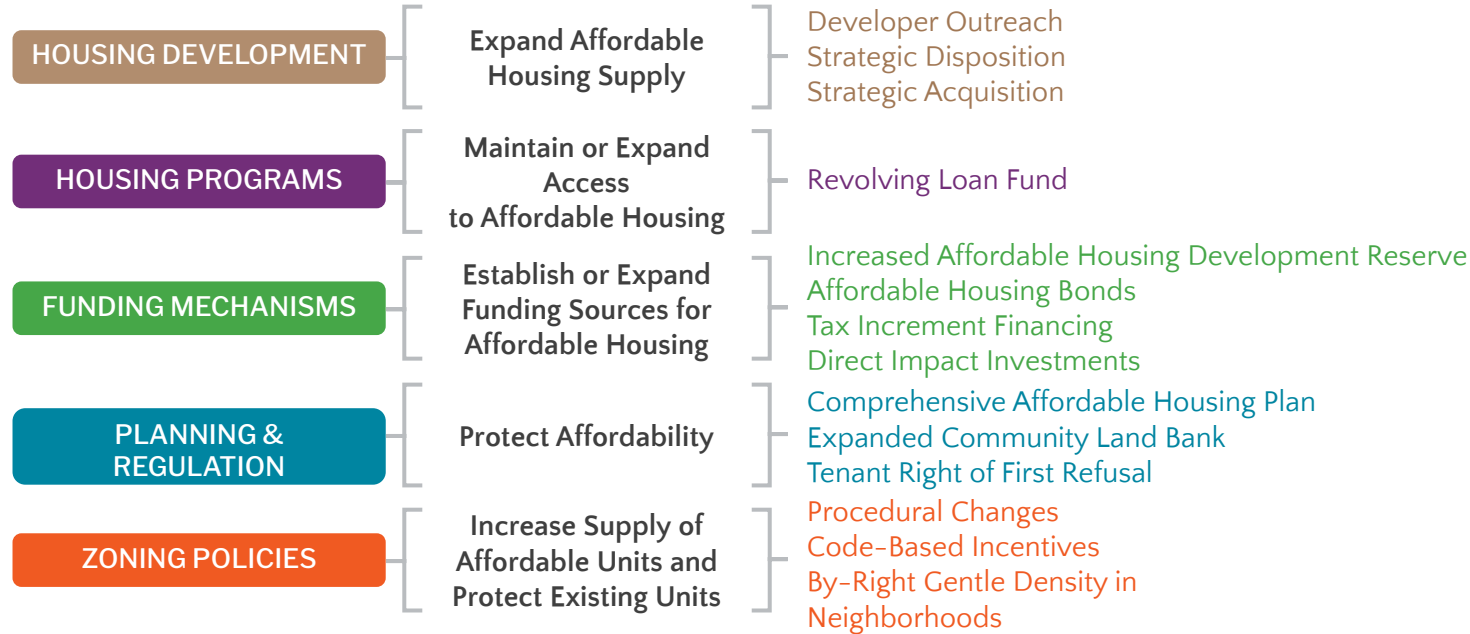 HOUSING DEVELOPMENT
Expand Affordable
Housing Supply
Developer Outreach
Strategic Disposition
Strategic Acquisition
HOUSING PROGRAMS
Maintain or Expand
Access
to Affordable Housing
Revolving Loan Fund
FUNDING MECHANISMS
Establish or Expand
Funding Sources for
Affordable Housing
Increased Affordable Housing Development Reserve
Affordable Housing Bonds
Tax Increment Financing
Direct Impact Investments
PLANNING &
REGULATION
Protect Affordability
Comprehensive Affordable Housing Plan
Expanded Community Land Bank
Tenant Right of First Refusal
ZONING POLICIES
Increase Supply of
Affordable Units and
Protect Existing Units
Procedural Changes
Code-Based Incentives
By-Right Gentle Density in
Neighborhoods